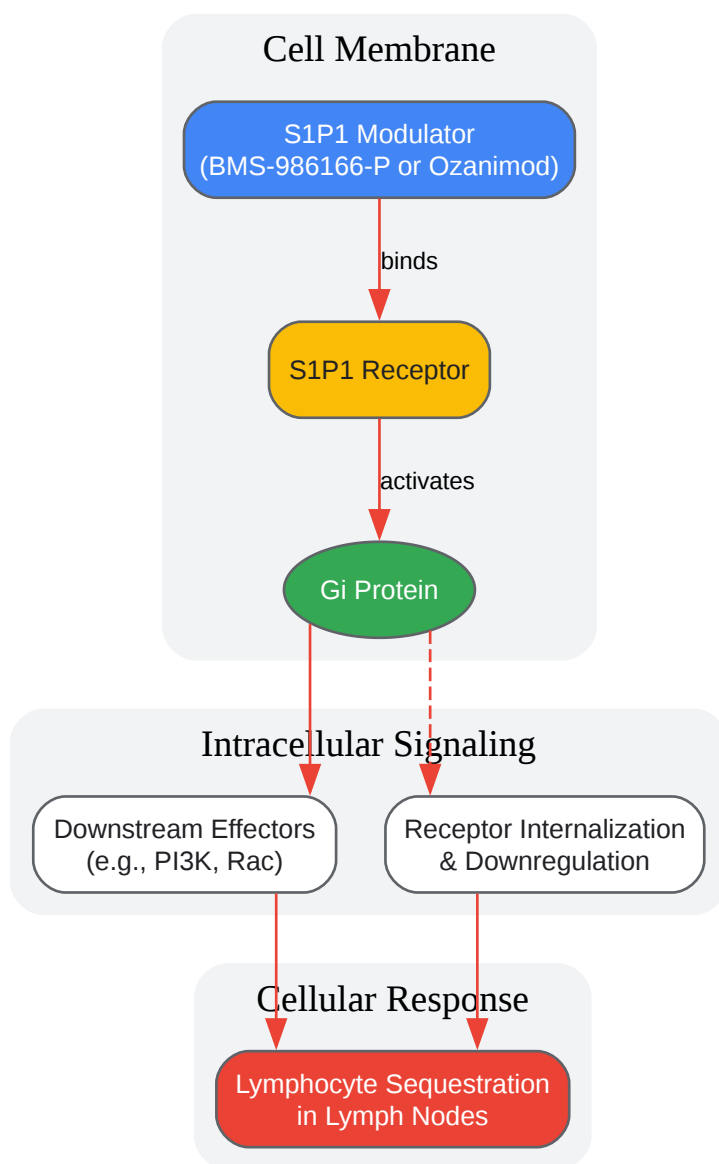 Cell Membrane
S1P1 Modulator
(BMS-986166-P or Ozanimod)
binds
S1P1 Receptor
activates
Gi Protein
Intracellular Signaling
Downstream Effectors
(e.g., PI3K, Rac)
Receptor Internalization
& Downregulation
Cellular Response
Lymphocyte Sequestration
in Lymph Nodes